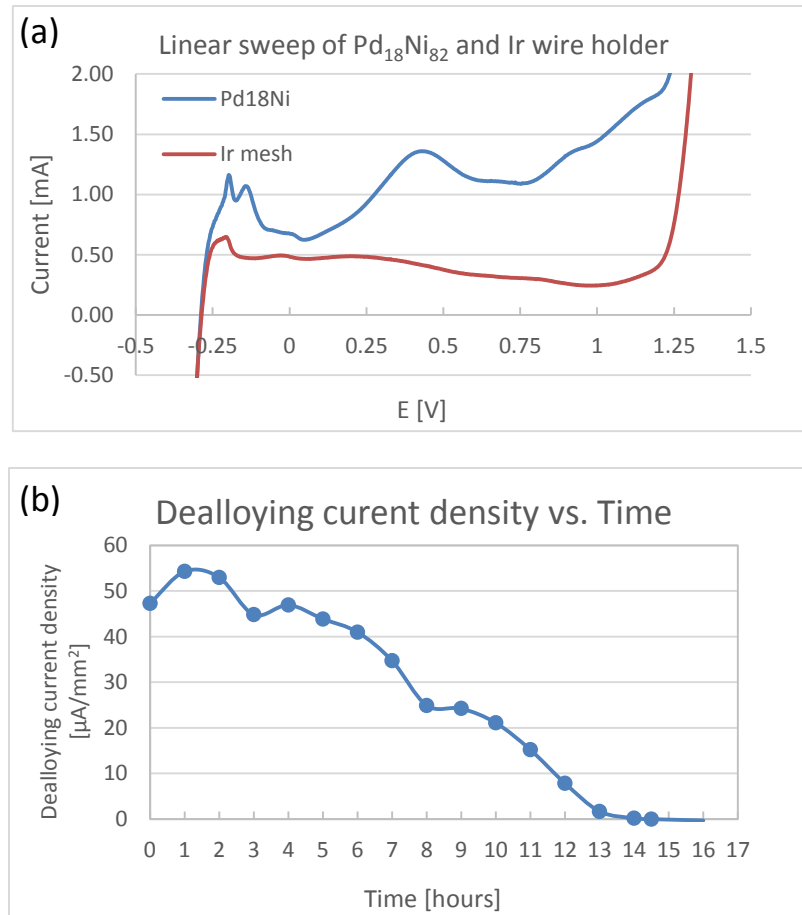 (a)
Linear sweep of Pd18Ni82 and Ir wire holder
2.00
Pd18Ni
1.50
Ir mesh
1.00
0.50
0.00
-0.5 -0.25 0 0.25 0.5 0.75 1 1.25 1.5
-0.50
Current [mA]
E [V]
(b)
Dealloying curent density vs. Time
60
50
40
30
20
10
0
Dealloying current density
[µA/mm²]
0 1 2 3 4 5 6 7 8 9 10 11 12 13 14 15 16 17
Time [hours]